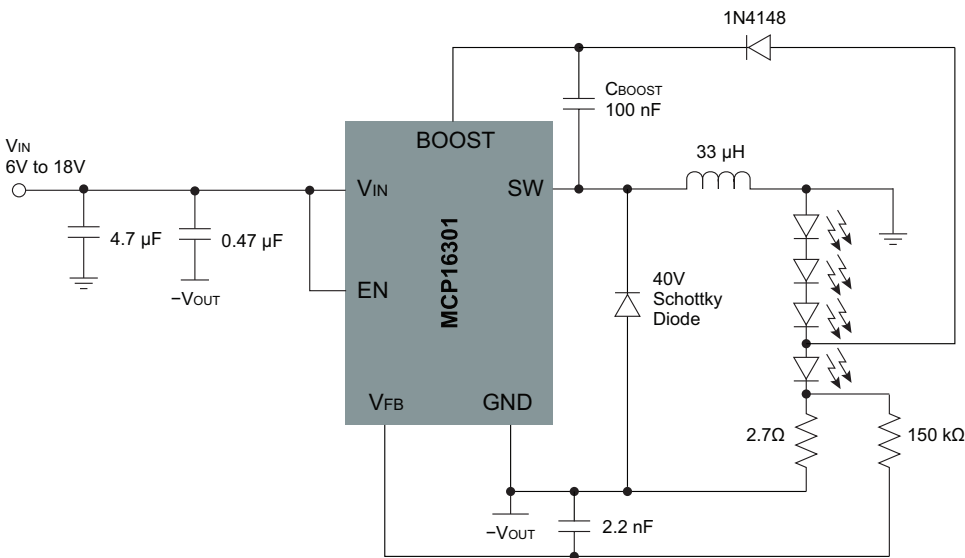 1N4148
CBOOST
100 nF
BOOST
VIN
6V to 18V
33 µH
VIN
SW
4.7 µF
0.47 µF
MCP16301
–VOUT
EN
40V
Schottky
Diode
VFB
GND
2.7Ω
150 kΩ
–VOUT
2.2 nF